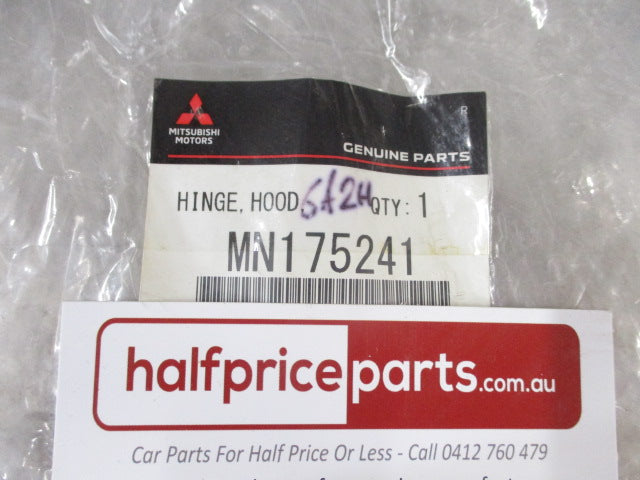 MITSUBISHI
MOTORS
R
GENUINE PARTS
HINGE, HOOD, QTY: 1
MN175241
halfpriceparts.com.au
Car Parts For Half Price Or Less - Call 0412 760 479